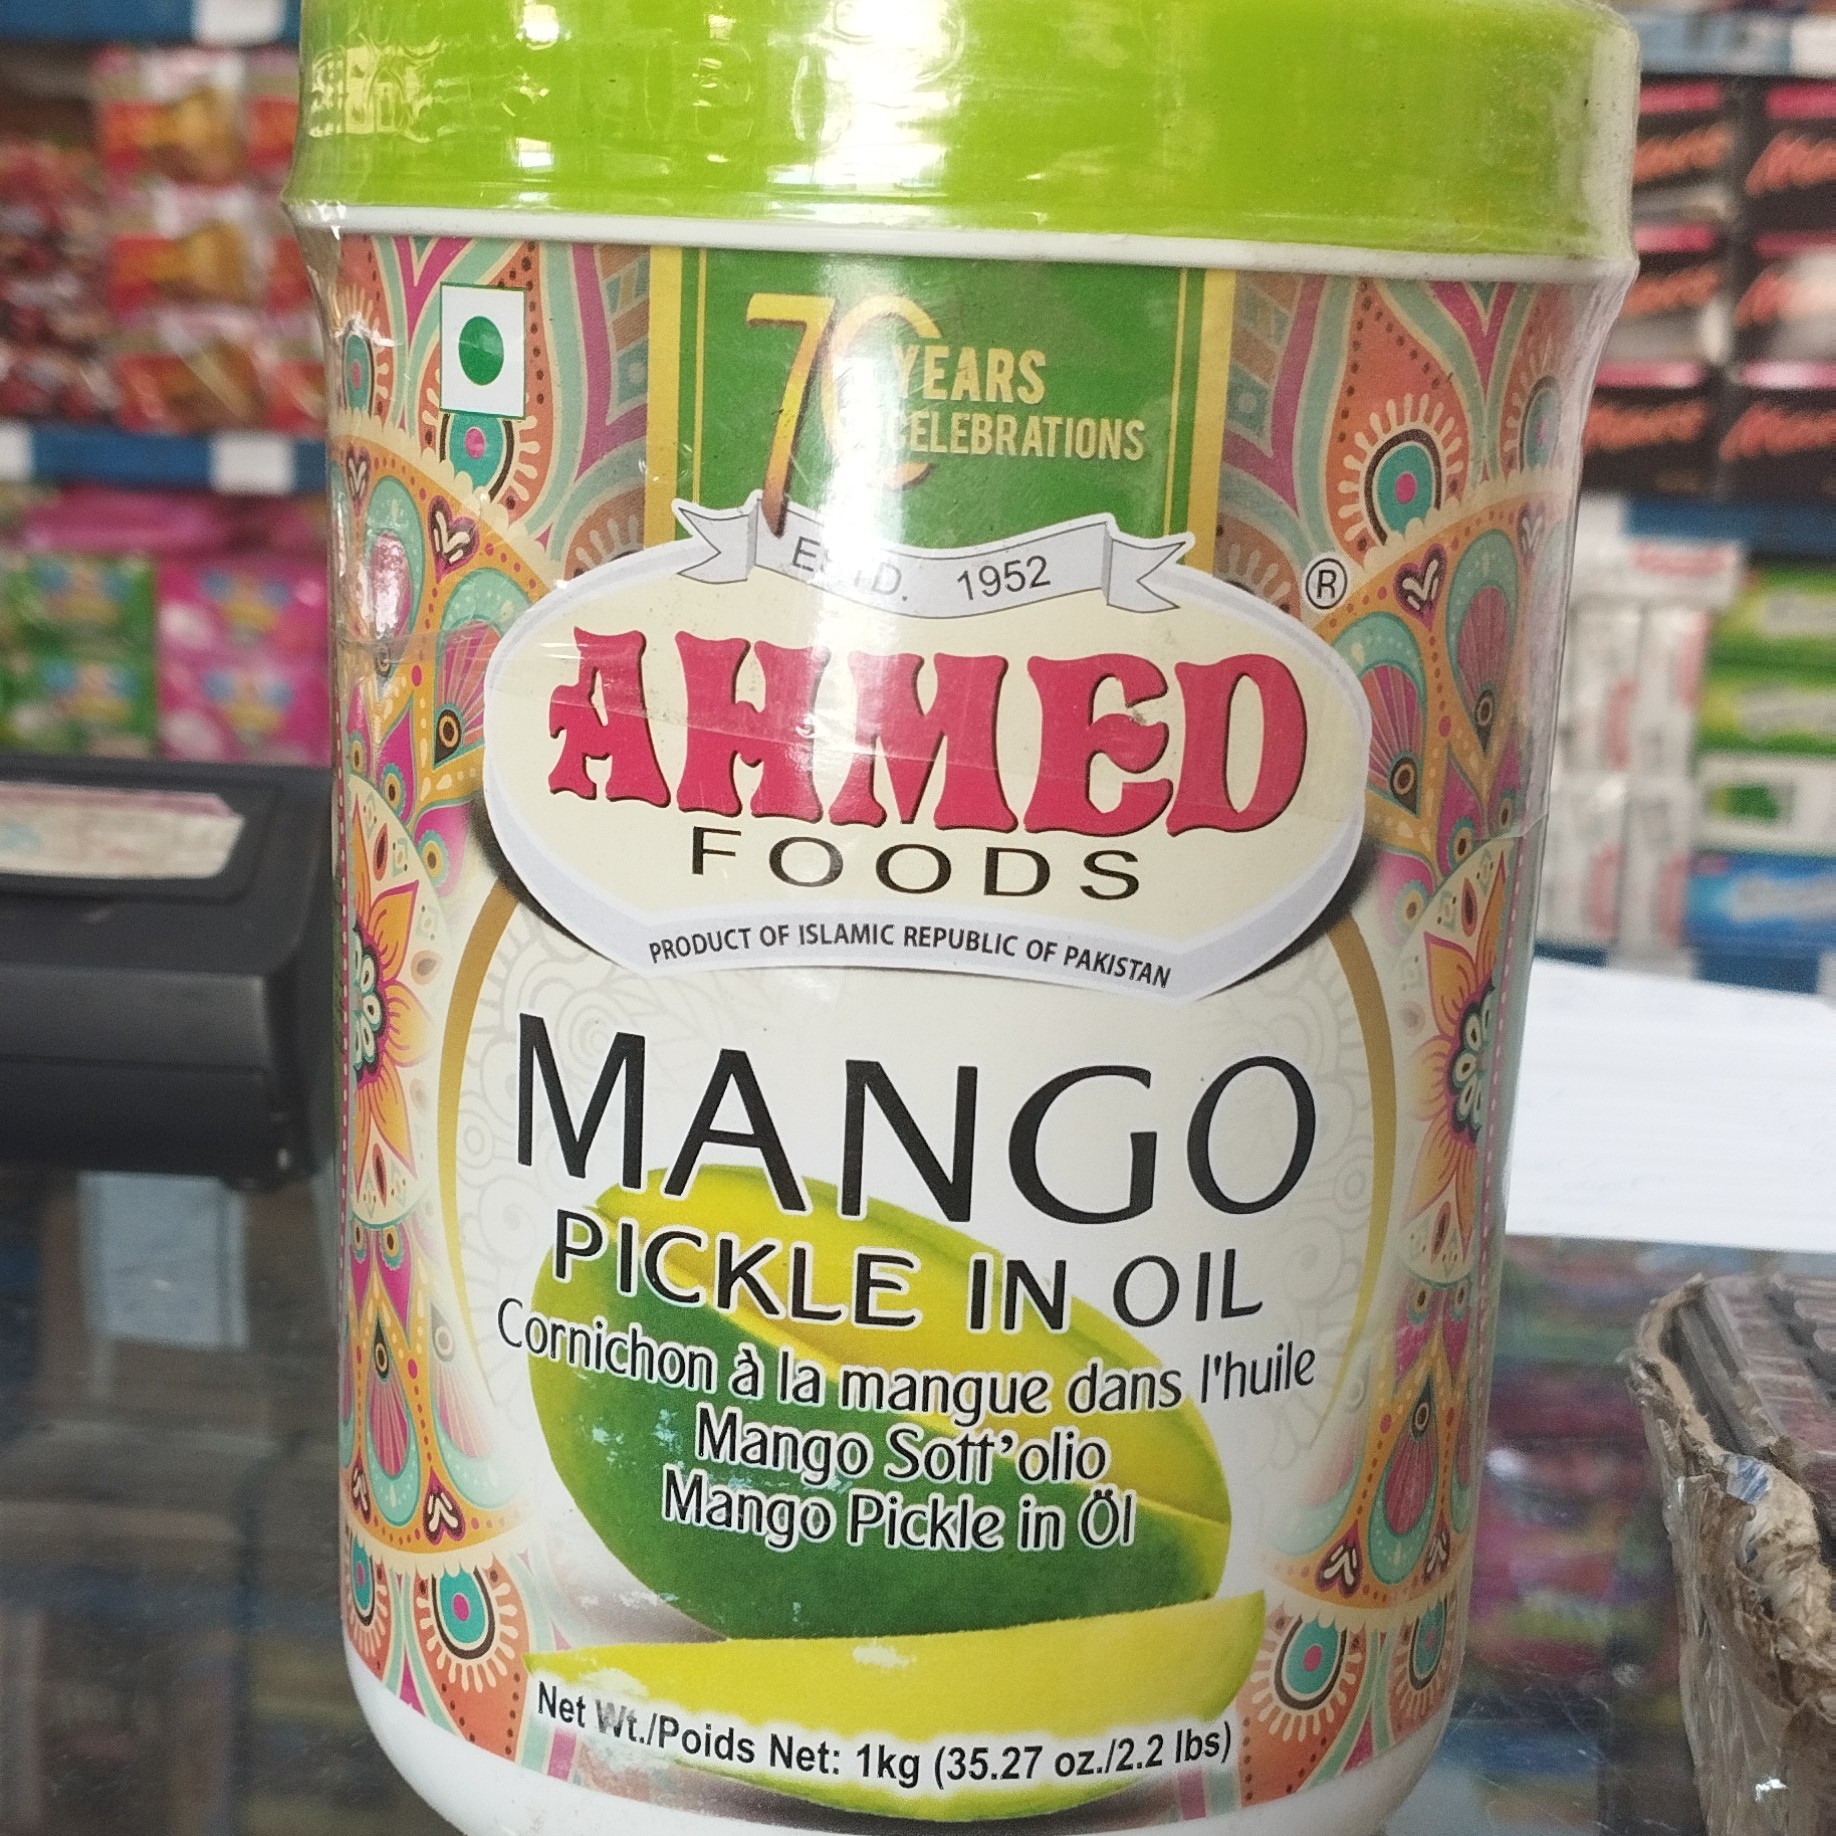 70 YEARS
CELEBRATIONS
ESTD. 1952
®
AHMED
FOODS
PRODUCT OF ISLAMIC REPUBLIC OF PAKISTAN
MANGO
PICKLE IN OIL
Cornichon à la mangue dans l'huile
Mango Sott'olio
Mango Pickle in Öl
Net Wt./Poids Net: 1kg (35.27 oz./2.2 lbs)